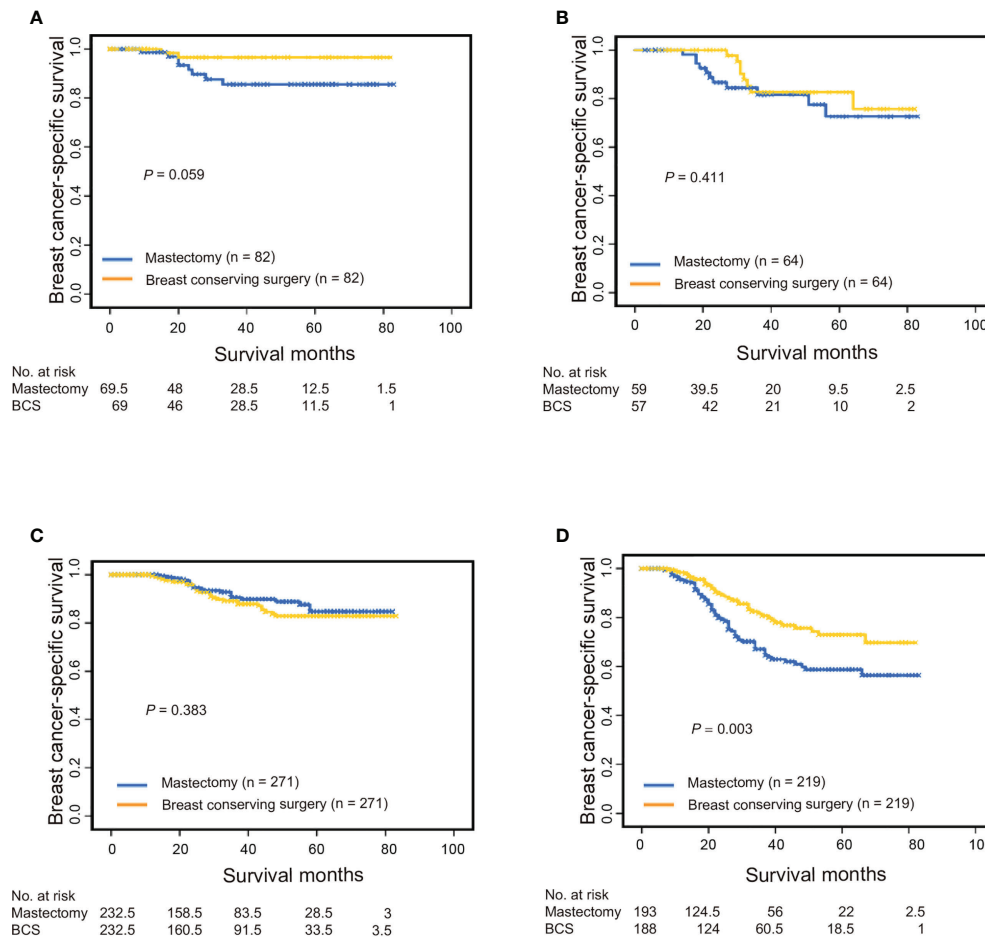 A
Breast cancer-specific survival
1.0
0.8
0.6
0.4
0.2
0.0
P = 0.059
Mastectomy (n = 82)
Breast conserving surgery (n = 82)
0 20 40 60 80 100
Survival months
No. at risk
Mastectomy 69.5 48 28.5 12.5 1.5
BCS 69 46 28.5 11.5 1
B
Breast cancer-specific survival
1.0
0.8
0.6
0.4
0.2
0.0
P = 0.411
Mastectomy (n = 64)
Breast conserving surgery (n = 64)
0 20 40 60 80 100
Survival months
No. at risk
Mastectomy 59 39.5 20 9.5 2.5
BCS 57 42 21 10 2
C
Breast cancer-specific survival
1.0
0.8
0.6
0.4
0.2
0.0
P = 0.383
Mastectomy (n = 271)
Breast conserving surgery (n = 271)
0 20 40 60 80 100
Survival months
No. at risk
Mastectomy 232.5 158.5 83.5 28.5 3
BCS 232.5 160.5 91.5 33.5 3.5
D
Breast cancer-specific survival
1.0
0.8
0.6
0.4
0.2
0.0
P = 0.003
Mastectomy (n = 219)
Breast conserving surgery (n = 219)
0 20 40 60 80 100
Survival months
No. at risk
Mastectomy 193 124.5 56 22 2.5
BCS 188 124 60.5 18.5 1